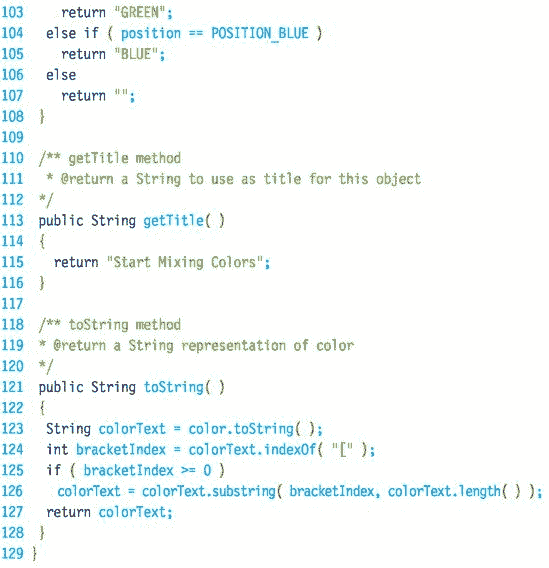 103     return "GREEN";
104   else if ( position == POSITION_BLUE )
105     return "BLUE";
106   else
107     return "";
108  }
109
110  /** getTitle method
111   * @return a String to use as title for this object
112  */
113  public String getTitle( )
114  {
115    return "Start Mixing Colors";
116  }
117
118  /** toString method
119  * @return a String representation of color
120  */
121  public String toString( )
122  {
123   String colorText = color.toString( );
124   int bracketIndex = colorText.indexOf( "[" );
125   if ( bracketIndex >= 0 )
126     colorText = colorText.substring( bracketIndex, colorText.length( ) );
127   return colorText;
128  }
129 }